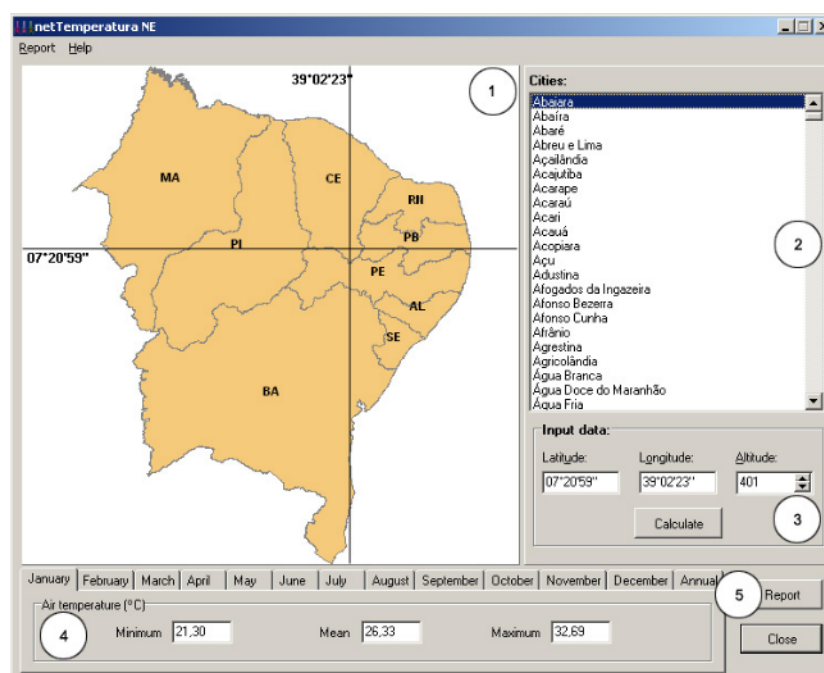 netTemperatura NE
Report Help
39°02'23"
1
MA
CE
RN
PI
PB
07°20'59"
PE
AL
SE
BA
Cities:
Abaiara
Abaíra
Abaré
Abreu e Lima
Açailândia
Acajutiba
Acarape
Acaraú
Acari
Acauá
Acopiara
Açu
Adustina
Afogados da Ingazeira
Afonso Bezerra
Afonso Cunha
Afrânio
Agrestina
Agricolândia
Água Branca
Água Doce do Maranhão
Água Fria
2
Input data:
Latitude: Longitude: Altitude:
07°20'59'' 39°02'23'' 401
Calculate
3
January February March April May June July August September October November December Annual
Air temperature (°C)
4
Minimum 21,30 Mean 26,33 Maximum 32,69
5
Report
Close